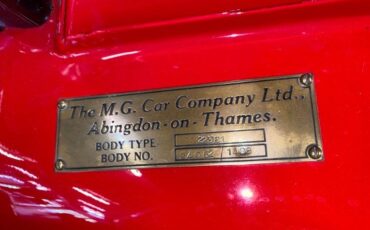 The M.G. Car Company Ltd.,
Abingdon-on-Thames.
BODY TYPE
BODY NO.